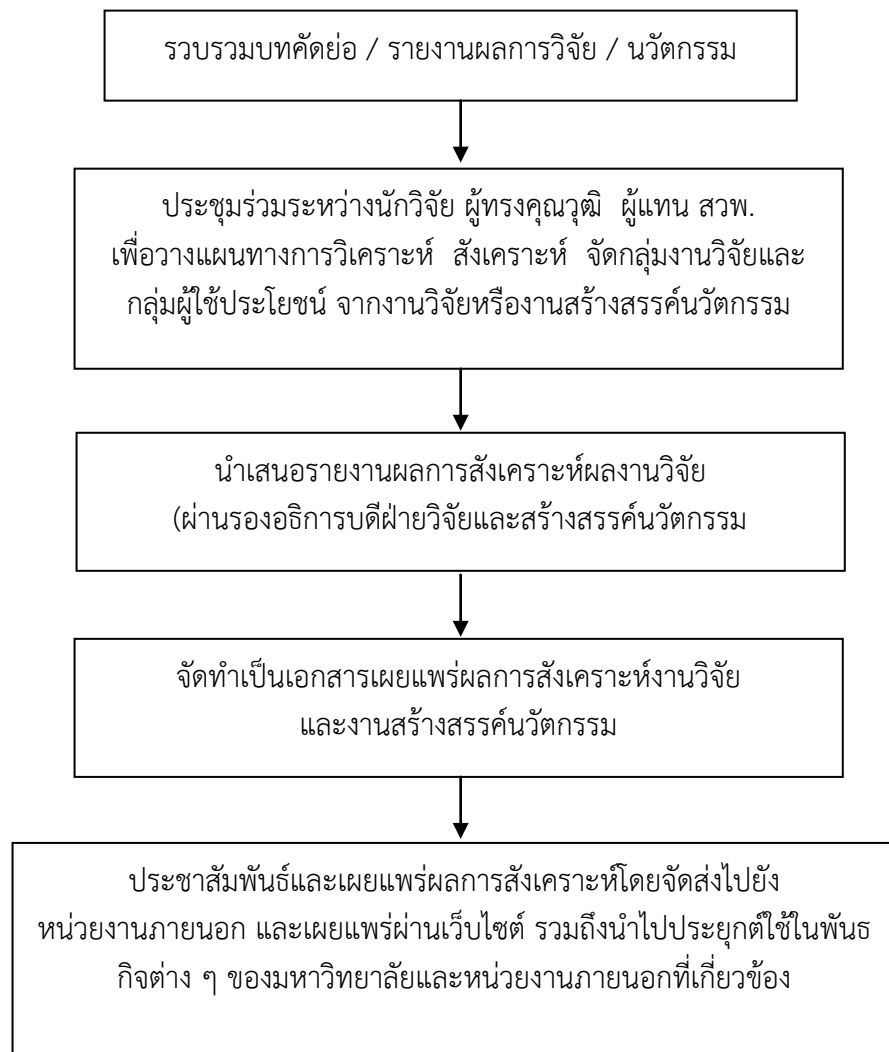 รวบรวมบทคัดย่อ / รายงานผลการวิจัย / นวัตกรรม
ประชุมร่วมระหว่างนักวิจัย ผู้ทรงคุณวุฒิ ผู้แทน สวพ.
เพื่อวางแผนทางการวิเคราะห์ สังเคราะห์ จัดกลุ่มงานวิจัยและ
กลุ่มผู้ใช้ประโยชน์ จากงานวิจัยหรืองานสร้างสรรค์นวัตกรรม
นำเสนอรายงานผลการสังเคราะห์ผลงานวิจัย
(ผ่านรองอธิการบดีฝ่ายวิจัยและสร้างสรรค์นวัตกรรม
จัดทำเป็นเอกสารเผยแพร่ผลการสังเคราะห์งานวิจัย
และงานสร้างสรรค์นวัตกรรม
ประชาสัมพันธ์และเผยแพร่ผลการสังเคราะห์โดยจัดส่งไปยัง
หน่วยงานภายนอก และเผยแพร่ผ่านเว็บไซต์ รวมถึงนำไปประยุกต์ใช้ในพันธ
กิจต่าง ๆ ของมหาวิทยาลัยและหน่วยงานภายนอกที่เกี่ยวข้อง